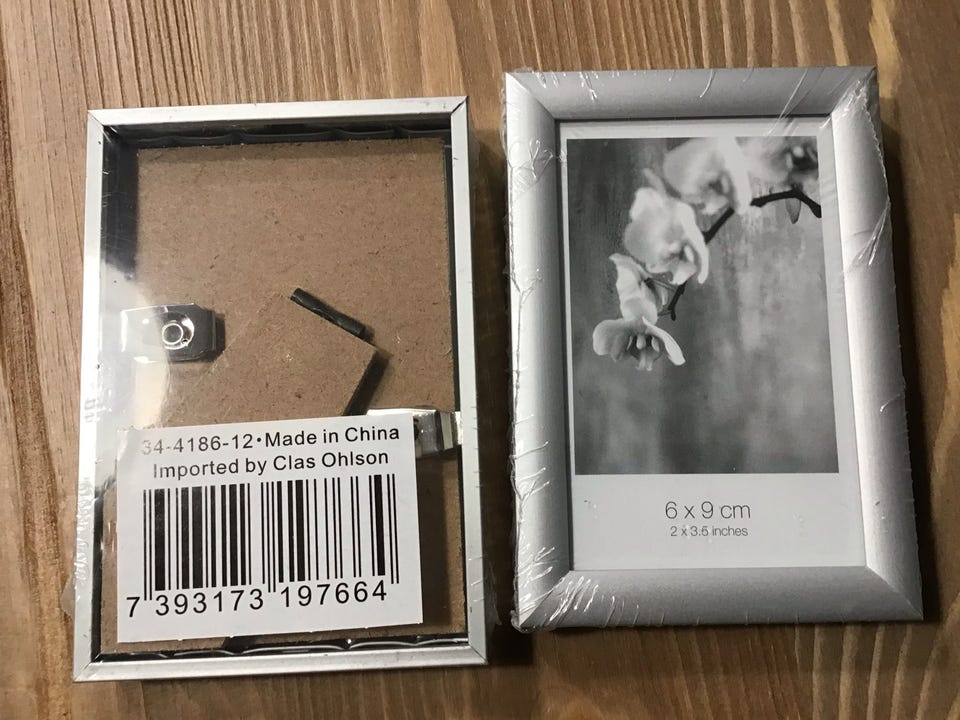 34-4186-12•Made in China
Imported by Clas Ohlson
7 393173 197664
6 x 9 cm
2 x 3.5 inches